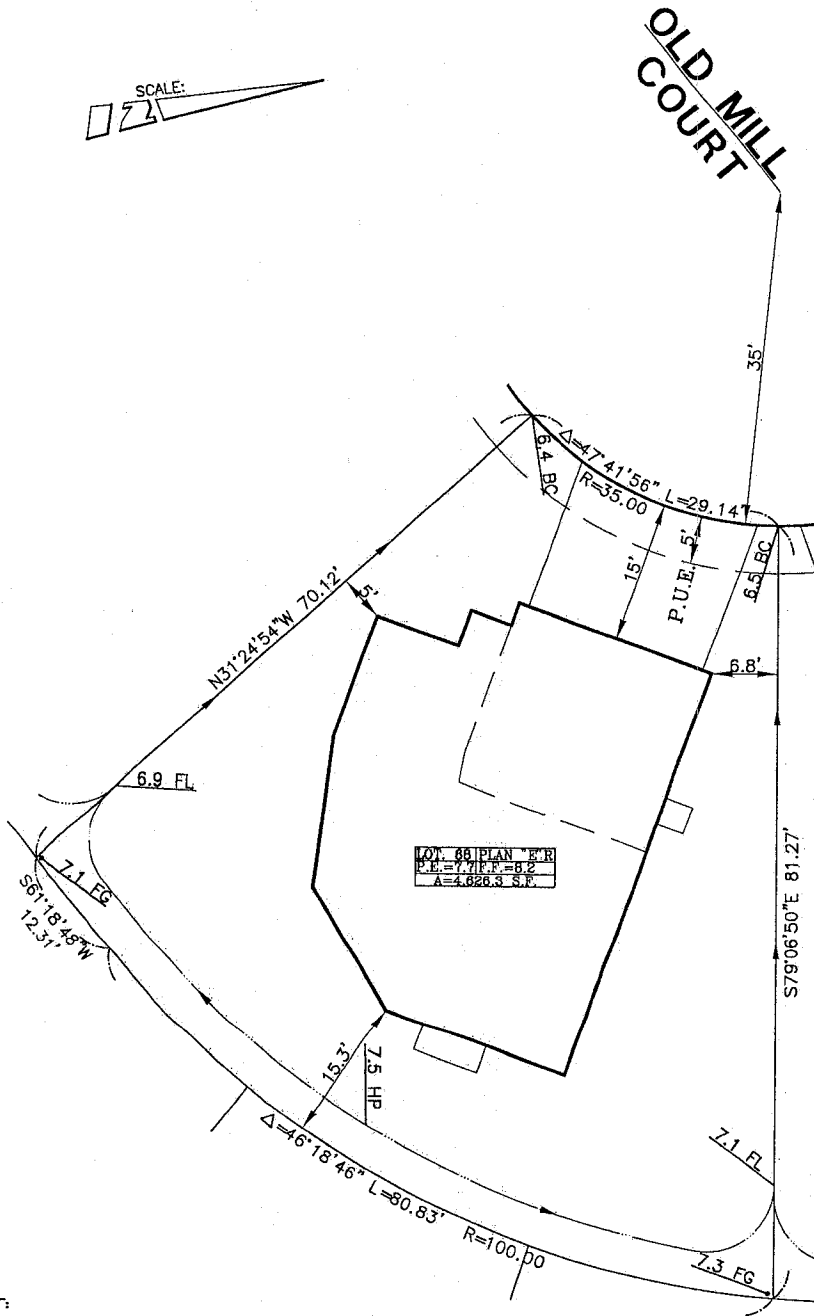 OLD MILL
COURT
SCALE:
35'
Δ=47°41'56" L=29.14'
R=35.00
6.4 BC
15'
5'
P.U.E.
6.5 BC
6.8'
N31°24'54"W 70.12'
5'
6.9 FL
7.1 FG
S61°18'48"W
12.31'
LOT: 68 PLAN "E"R
P.E.=7.7 F.F.=8.2
A=4,626.3 S.F.
S79°06'50"E 81.27'
15.3'
7.5 HP
Δ=46°18'46" L=80.83' R=100.00
7.1 FL
7.3 FG